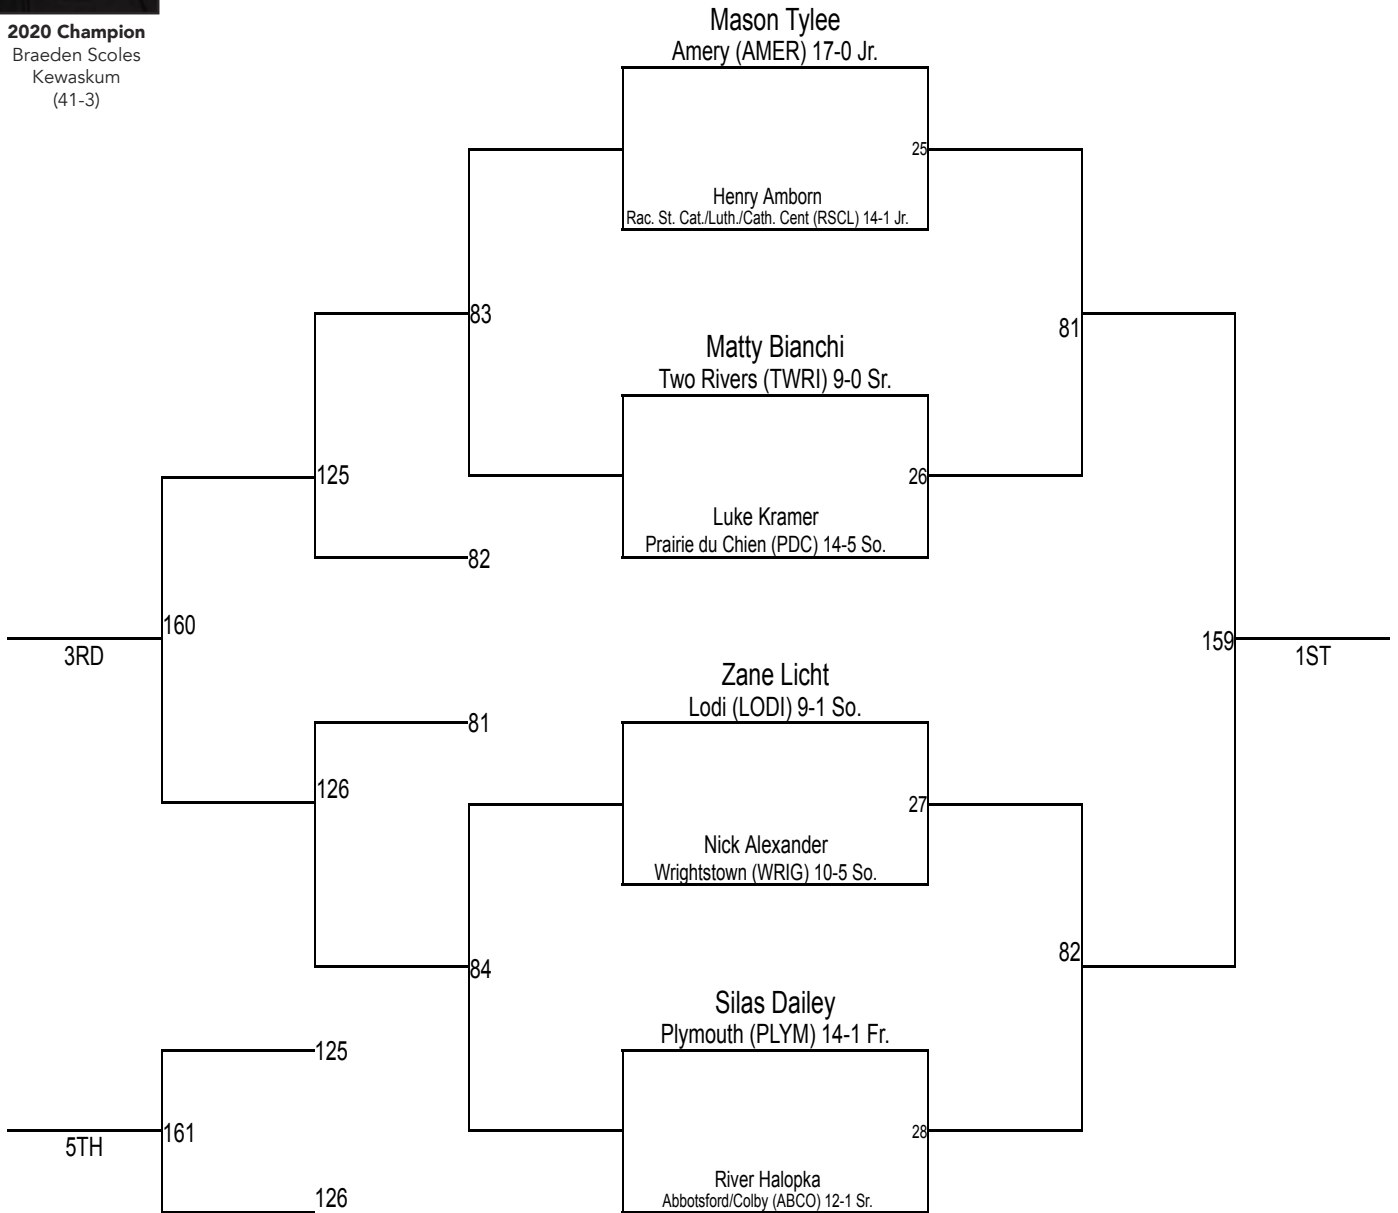 2020 Champion
Braeden Scoles
Kewaskum
(41-3)
Mason Tylee
Amery (AMER) 17-0 Jr.
25
Henry Amborn
Rac. St. Cat./Luth./Cath. Cent (RSCL) 14-1 Jr.
83
81
Matty Bianchi
Two Rivers (TWRI) 9-0 Sr.
125
26
Luke Kramer
Prairie du Chien (PDC) 14-5 So.
82
160
3RD
159
1ST
Zane Licht
Lodi (LODI) 9-1 So.
81
126
27
Nick Alexander
Wrightstown (WRIG) 10-5 So.
84
82
Silas Dailey
Plymouth (PLYM) 14-1 Fr.
125
161
5TH
28
River Halopka
Abbotsford/Colby (ABCO) 12-1 Sr.
126